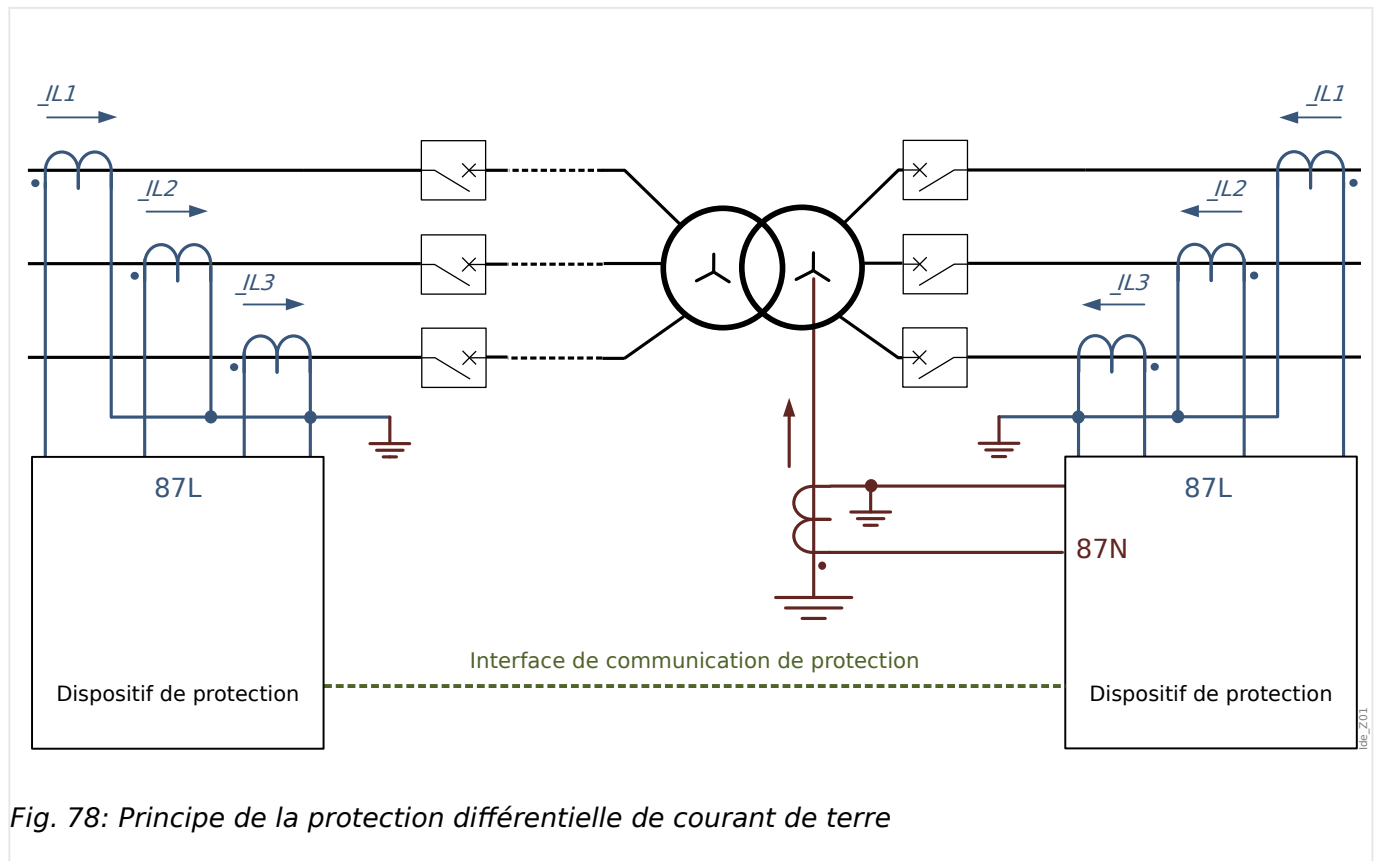 _IL1
_IL1
_IL2
_IL2
_IL3
_IL3
87L
87L
87N
Interface de communication de protection
Dispositif de protection
Dispositif de protection
lde_Z01
Fig. 78: Principe de la protection différentielle de courant de terre